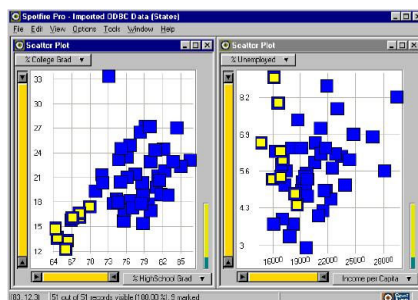 Spotfire Pro - Imported ODBC Data (States)
File Edit View Options Tools Window Help
Scatter Plot
% College Grad
33
30
27
24
21
18
15
12
64 67 70 73 76 79 82 85
% HighSchool Grad
Scatter Plot
% Unemployed
8.2
6.9
5.6
4.3
3
16000 19000 22000 25000 28000
Income per Capita
51 out of 51 records visible (100.00 %), 9 marked